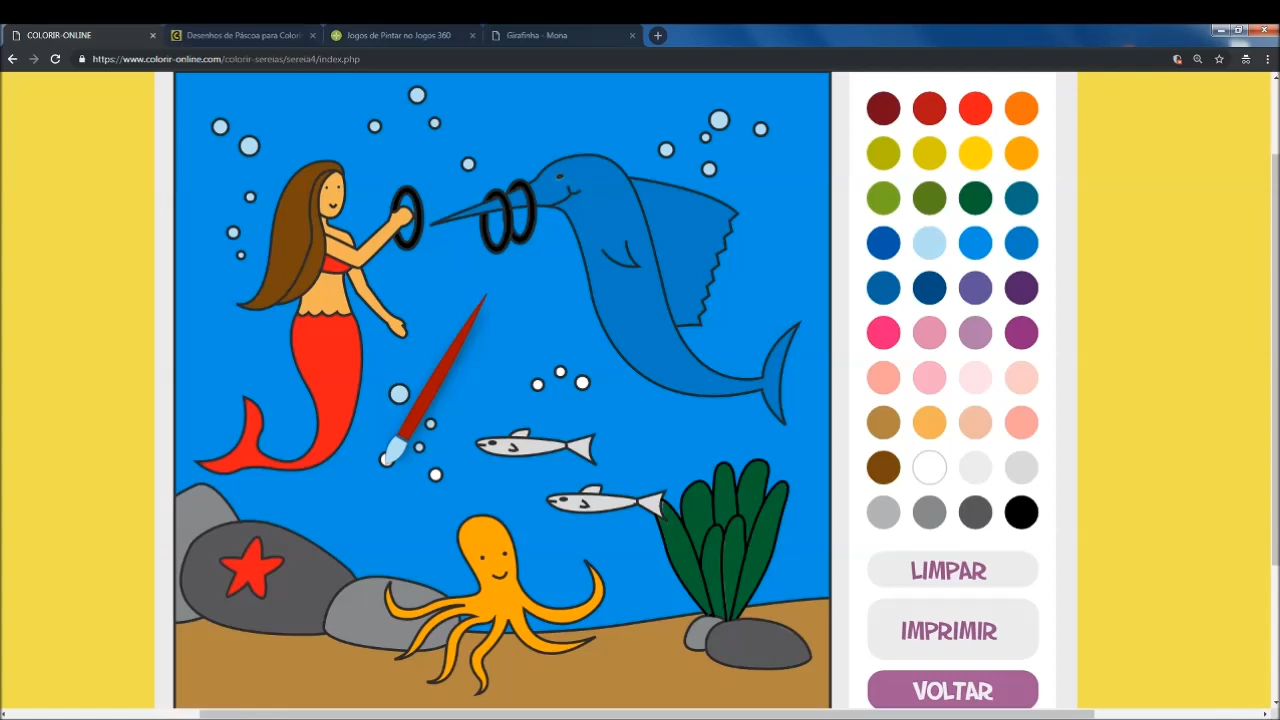 COLORIR-ONLINE
Desenhos de Páscoa para Colorir
Jogos de Pintar no Jogos 360
Girafinha - Mona
https://www.colorir-online.com/colorir-sereias/sereia4/index.php
LIMPAR
IMPRIMIR
VOLTAR